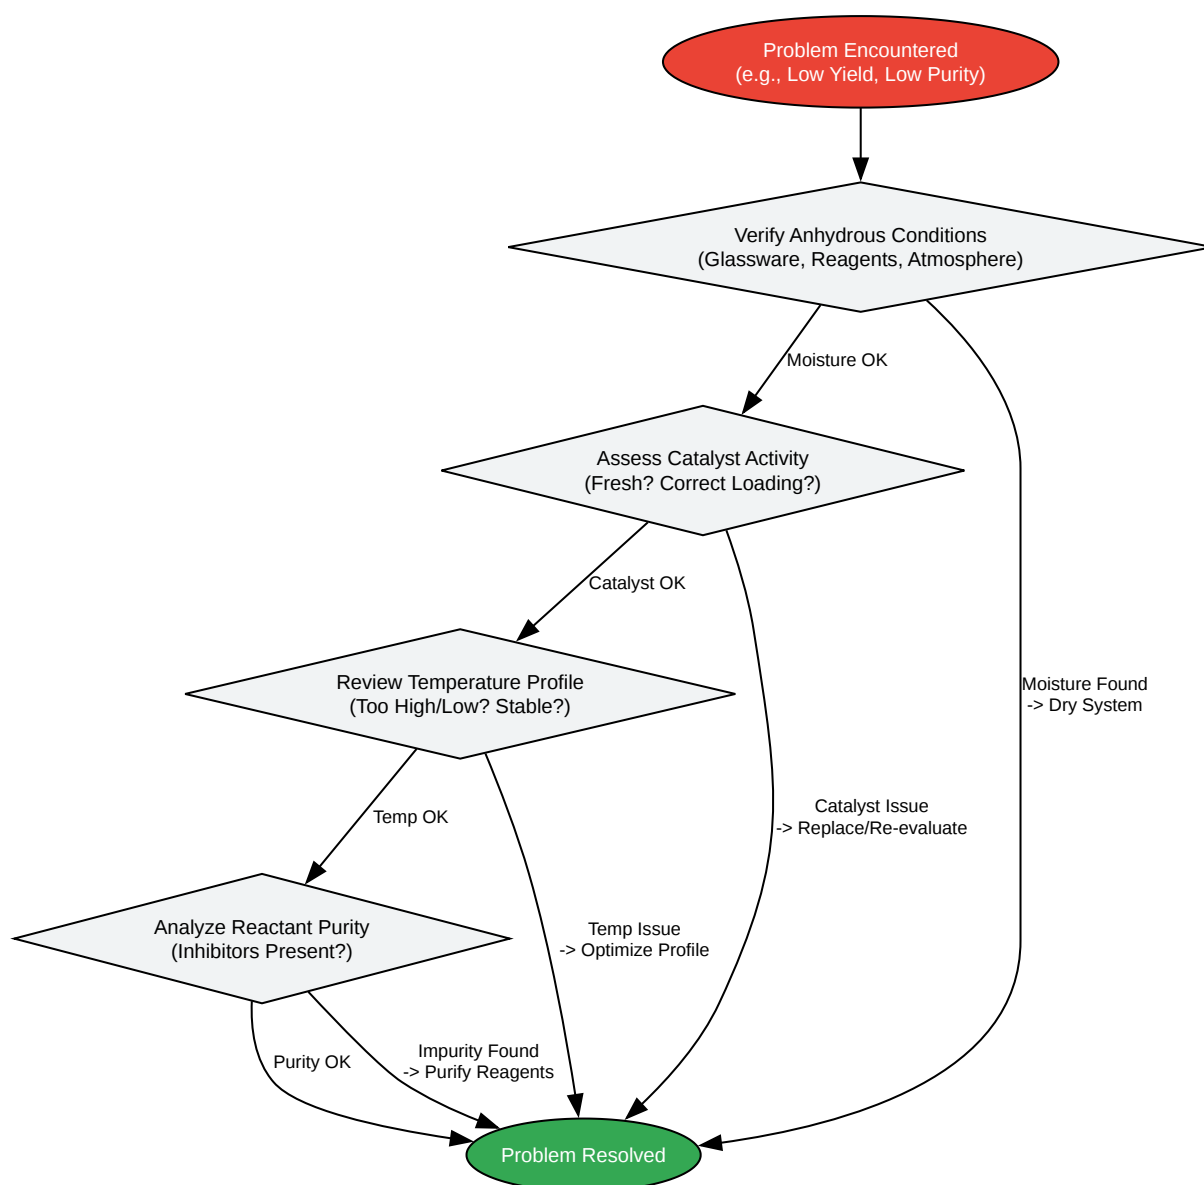 Problem Encountered
(e.g., Low Yield, Low Purity)
Verify Anhydrous Conditions
(Glassware, Reagents, Atmosphere)
Moisture OK
Assess Catalyst Activity
(Fresh? Correct Loading?)
Catalyst OK
Review Temperature Profile
(Too High/Low? Stable?)
Moisture Found
-> Dry System
Catalyst Issue
-> Replace/Re-evaluate
Temp OK
Analyze Reactant Purity
(Inhibitors Present?)
Temp Issue
-> Optimize Profile
Purity OK
Impurity Found
-> Purify Reagents
Problem Resolved